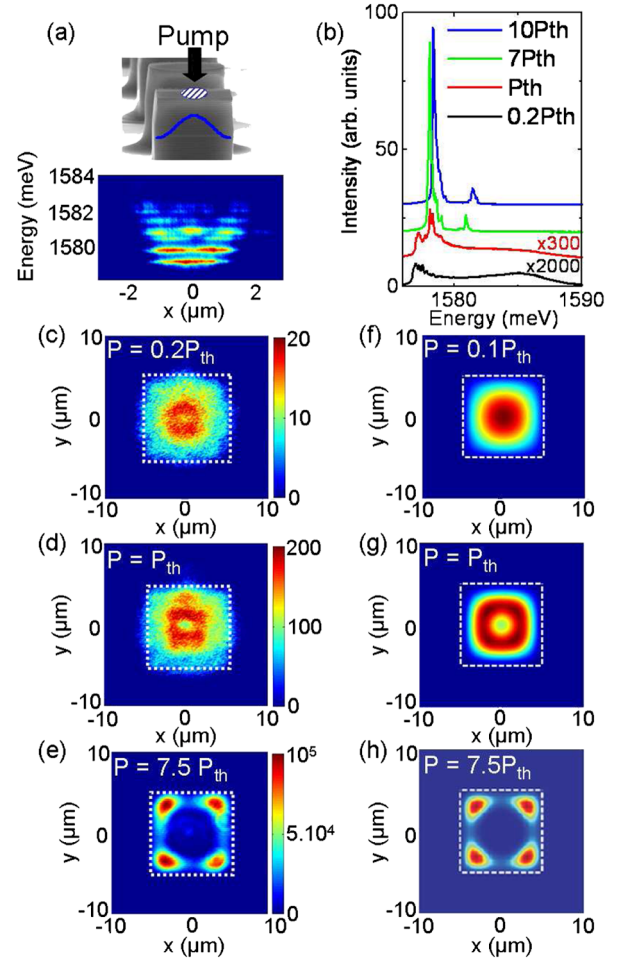 (a)
Pump
Energy (meV)
1584
1582
1580
-2 0 2
x (µm)
(b)
Intensity (arb. units)
100
50
0
10Pth
7Pth
Pth
0.2Pth
x300
x2000
1580 1590
Energy (meV)
(c)
P = 0.2Pth
y (µm)
10
0
-10
-10 0 10
x (µm)
20
10
0
(f)
P = 0.1Pth
y (µm)
10
0
-10
-10 0 10
x (µm)
(d)
P = Pth
y (µm)
10
0
-10
-10 0 10
x (µm)
200
100
0
(g)
P = Pth
y (µm)
10
0
-10
-10 0 10
x (µm)
(e)
P = 7.5 Pth
y (µm)
10
0
-10
-10 0 10
x (µm)
10⁵
5.10⁴
0
(h)
P = 7.5Pth
y (µm)
10
0
-10
-10 0 10
x (µm)